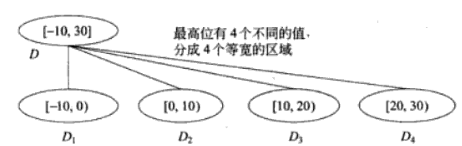 [−10, 30]
最高位有 4 个不同的值,
分成 4 个等宽的区域
D
[−10, 0)
[0, 10)
[10, 20)
[20, 30)
D₁
D₂
D₃
D₄